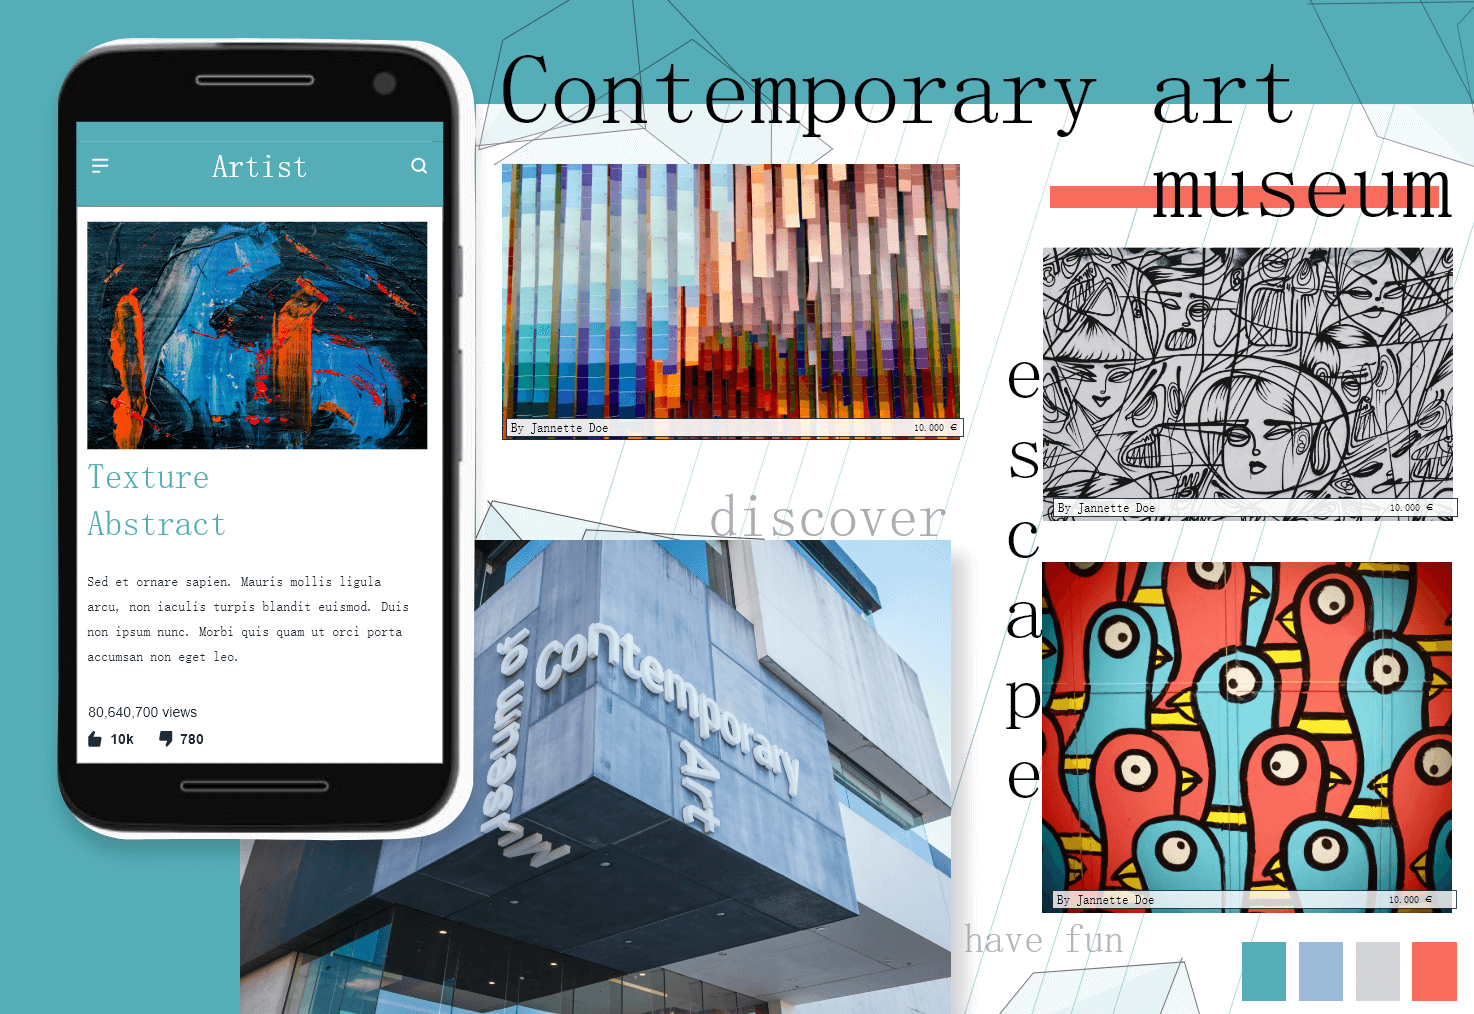 Contemporary art
museum
Artist
Texture
Abstract
Sed et ornare sapien. Mauris mollis ligula
arcu, non iaculis turpis blandit euismod. Duis
non ipsum nunc. Morbi quis quam ut orci porta
accumsan non eget leo.
80,640,700 views
10k 780
By Jannette Doe 10.000 €
discover
Museum of
Contemporary
Art
escape
By Jannette Doe 10.000 €
By Jannette Doe 10.000 €
have fun